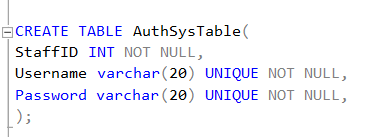 CREATE TABLE AuthSysTable(
StaffID INT NOT NULL,
Username varchar(20) UNIQUE NOT NULL,
Password varchar(20) UNIQUE NOT NULL,
);